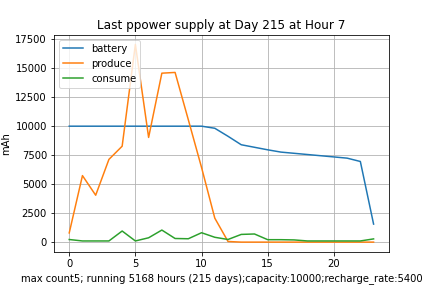 Last ppower supply at Day 215 at Hour 7
17500
15000
12500
10000
7500
5000
2500
0
mAh
battery
produce
consume
0 5 10 15 20
max count5; running 5168 hours (215 days);capacity:10000;recharge_rate:5400